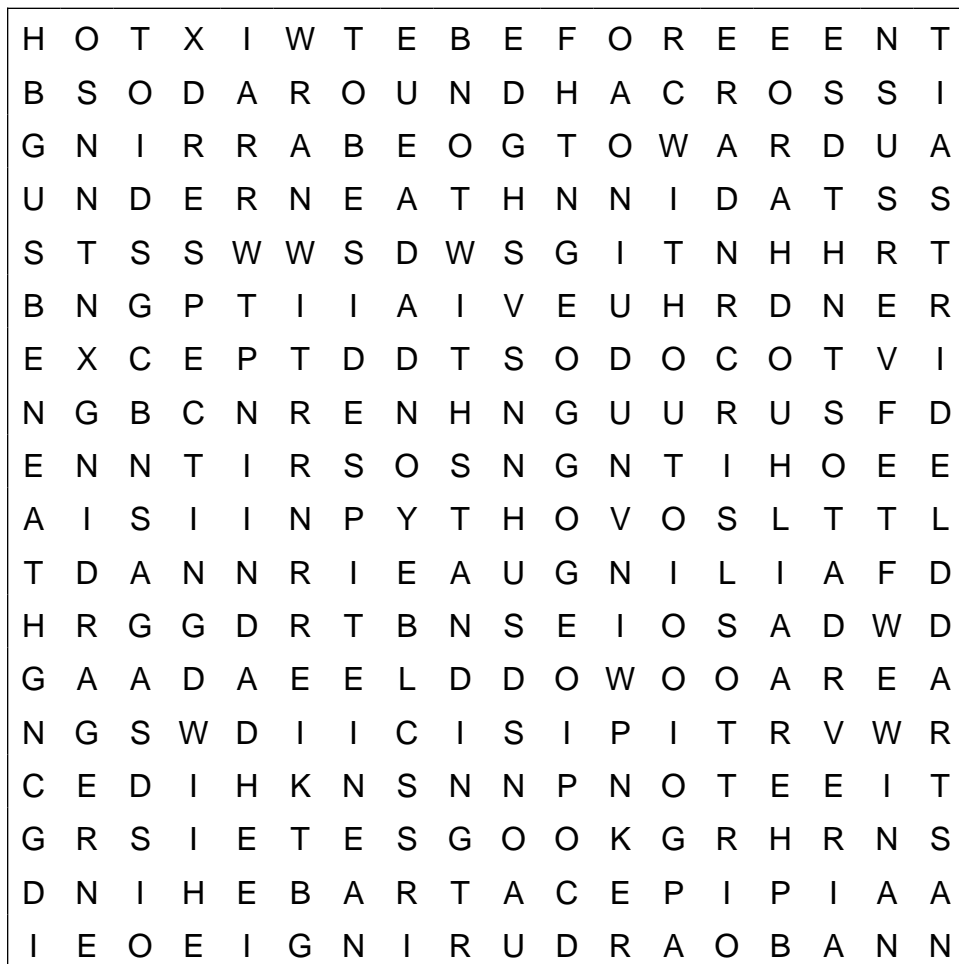 H O T X I W T E B E F O R E E E N T
B S O D A R O U N D H A C R O S S I
G N I R R A B E O G T O W A R D U A
U N D E R N E A T H N N I D A T S S
S T S S W W S D W S G I T N H H R T
B N G P T I I A I V E U H R D N E R
E X C E P T D D T S O D O C O T V I
N G B C N R E N H N G U U R U S F D
E N N T I R S O S N G N T I H O E E
A I S I I N P Y T H O V O S L T T L
T D A N N R I E A U G N I L I A F D
H R G G D R T B N S E I O S A D W D
G A A D A E E L D D O W O O A R E A
N G S W D I I C I S I P I T R V W R
C E D I H K N S N N P N O T E E I T
G R S I E T E S G O O K G R H R N S
D N I H E B A R T A C E P I P I A A
I E O E I G N I R U D R A O B A N N